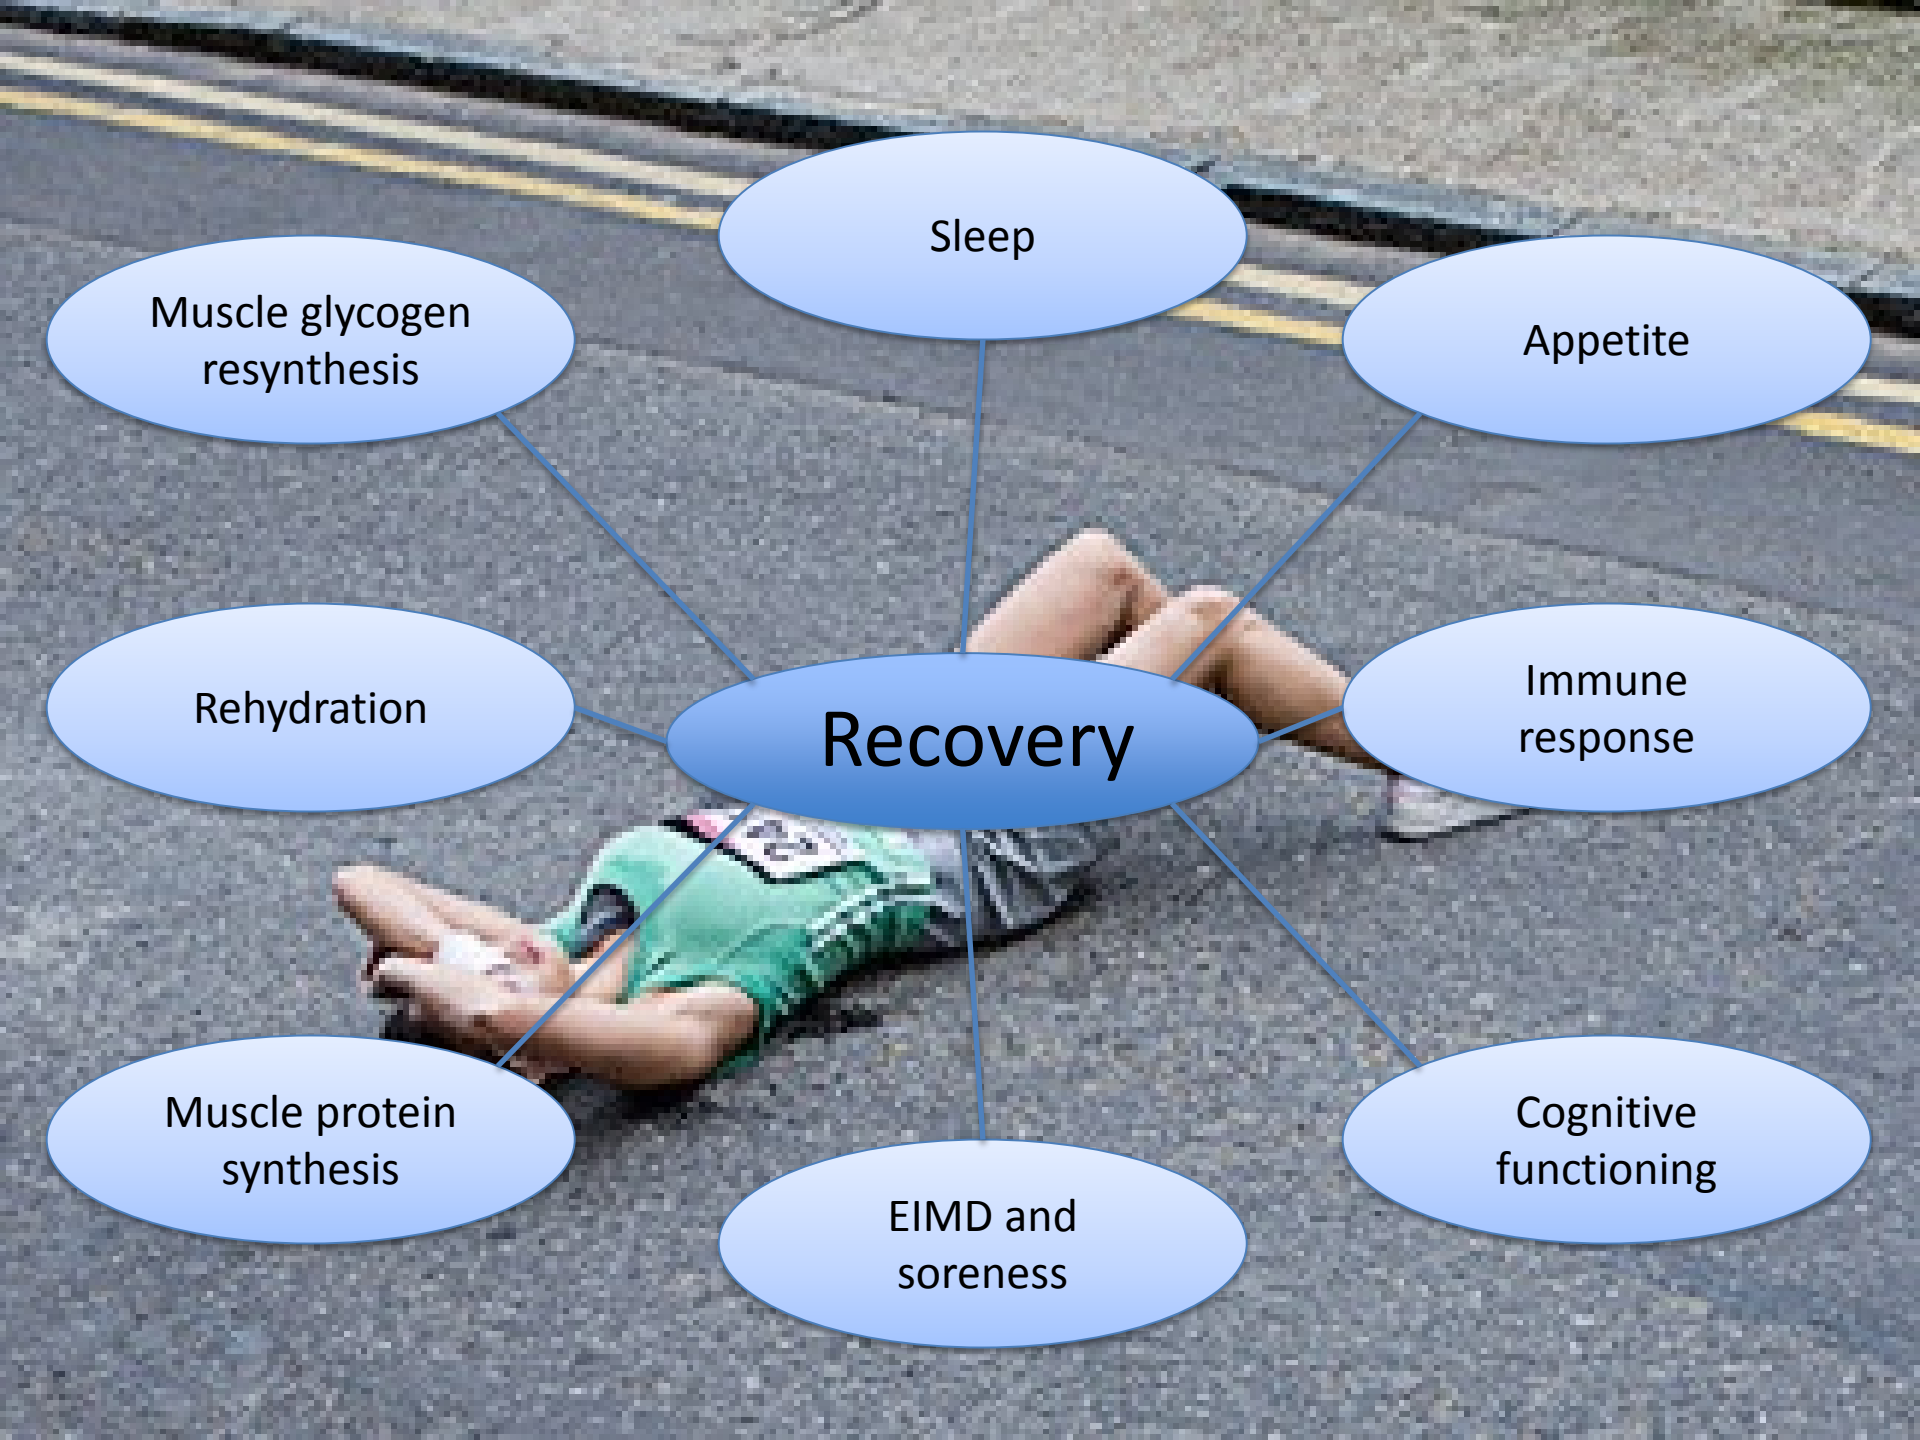 Sleep
Muscle glycogen
resynthesis
Appetite
Rehydration
Recovery
Immune
response
Muscle protein
synthesis
EIMD and
soreness
Cognitive
functioning